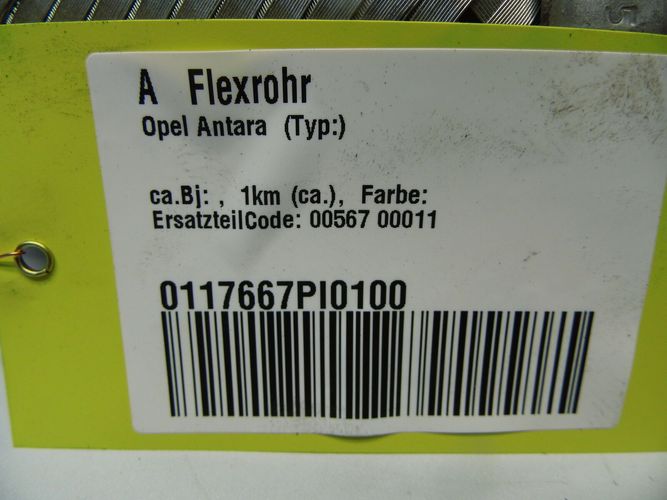 A Flexrohr
Opel Antara (Typ:)
ca.Bj: , 1km (ca.), Farbe:
ErsatzteilCode: 00567 00011
0117667PI0100